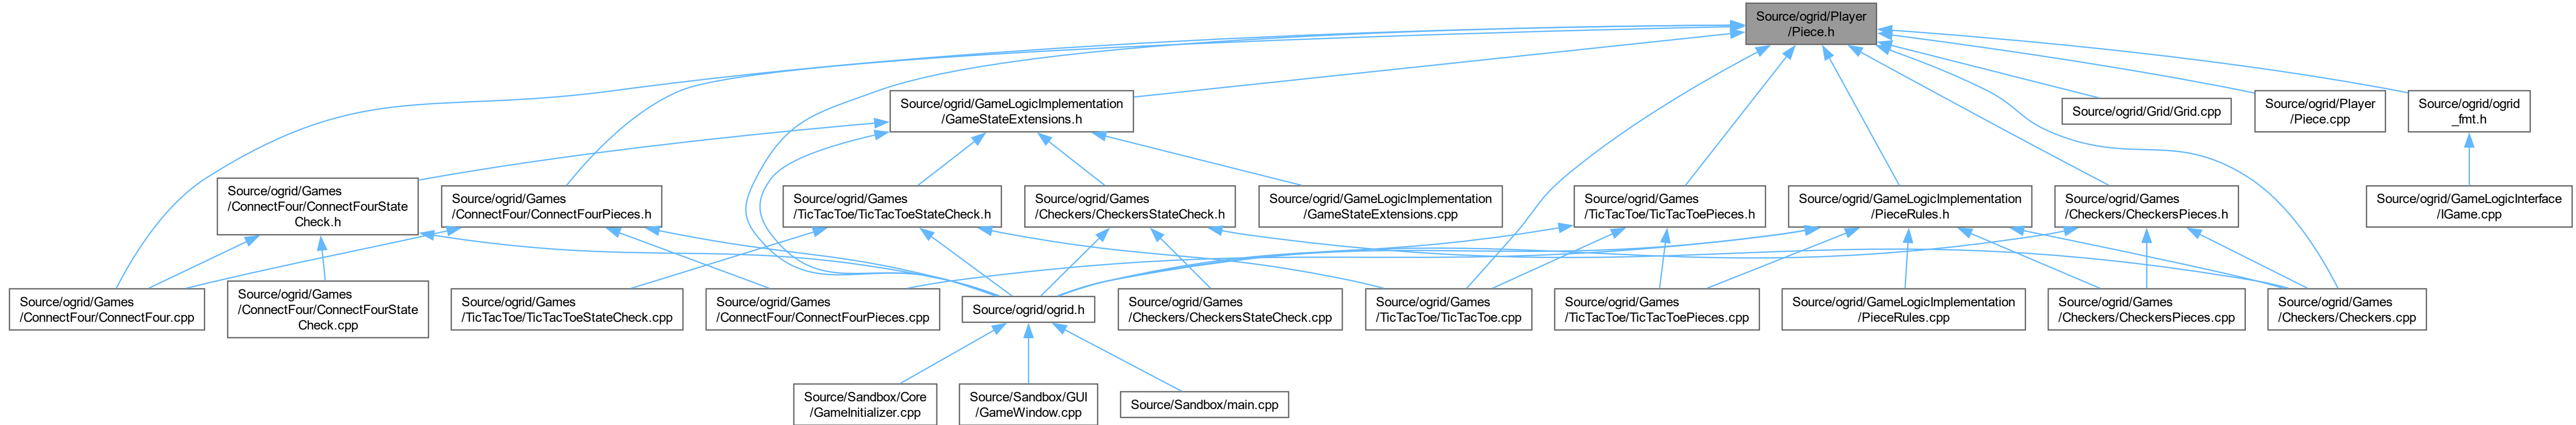 Source/ogrid/Player
/Piece.h
Source/ogrid/GameLogicImplementation
/GameStateExtensions.h
Source/ogrid/Grid/Grid.cpp
Source/ogrid/Player
/Piece.cpp
Source/ogrid/ogrid
_fmt.h
Source/ogrid/Games
/ConnectFour/ConnectFourState
Check.h
Source/ogrid/Games
/ConnectFour/ConnectFourPieces.h
Source/ogrid/Games
/TicTacToe/TicTacToeStateCheck.h
Source/ogrid/Games
/Checkers/CheckersStateCheck.h
Source/ogrid/GameLogicImplementation
/GameStateExtensions.cpp
Source/ogrid/Games
/TicTacToe/TicTacToePieces.h
Source/ogrid/GameLogicImplementation
/PieceRules.h
Source/ogrid/Games
/Checkers/CheckersPieces.h
Source/ogrid/GameLogicInterface
/IGame.cpp
Source/ogrid/Games
/ConnectFour/ConnectFour.cpp
Source/ogrid/Games
/ConnectFour/ConnectFourState
Check.cpp
Source/ogrid/Games
/TicTacToe/TicTacToeStateCheck.cpp
Source/ogrid/Games
/ConnectFour/ConnectFourPieces.cpp
Source/ogrid/ogrid.h
Source/ogrid/Games
/Checkers/CheckersStateCheck.cpp
Source/ogrid/Games
/TicTacToe/TicTacToe.cpp
Source/ogrid/Games
/TicTacToe/TicTacToePieces.cpp
Source/ogrid/GameLogicImplementation
/PieceRules.cpp
Source/ogrid/Games
/Checkers/CheckersPieces.cpp
Source/ogrid/Games
/Checkers/Checkers.cpp
Source/Sandbox/Core
/GameInitializer.cpp
Source/Sandbox/GUI
/GameWindow.cpp
Source/Sandbox/main.cpp